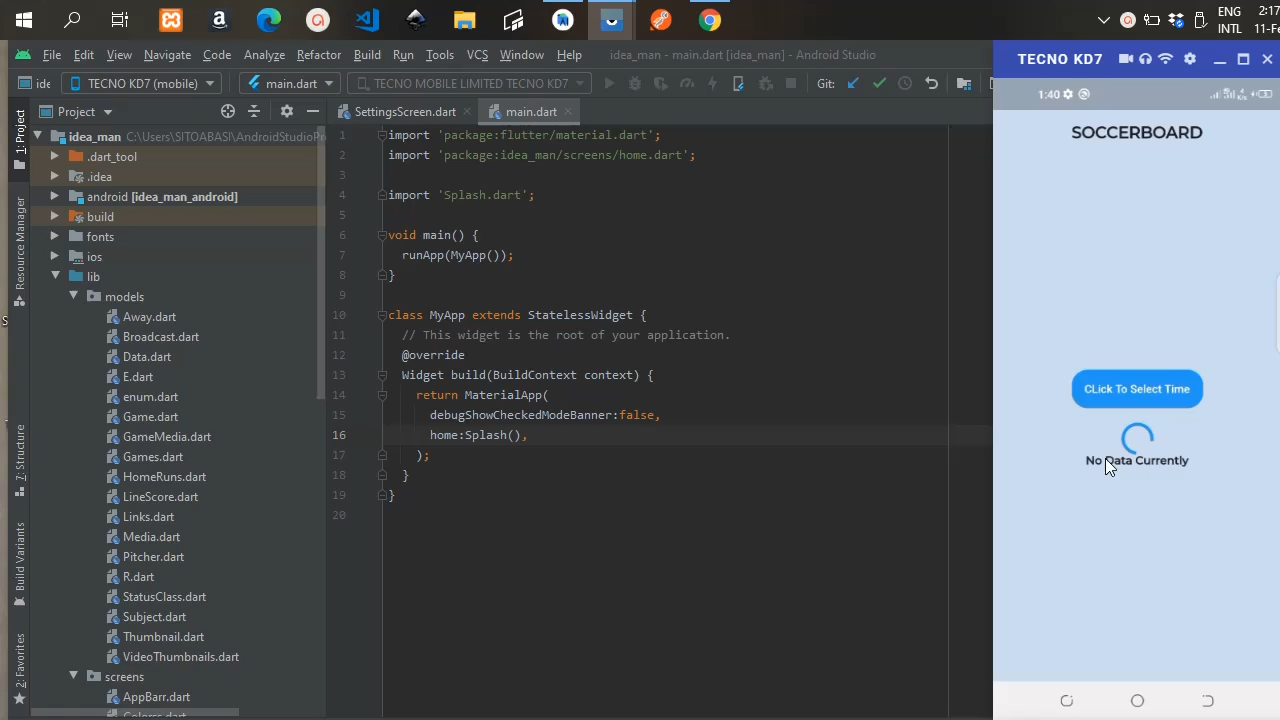 ENG
INTL
2:17
11-Fe
File Edit View Navigate Code Analyze Refactor Build Run Tools VCS Window Help
idea_man - main.dart [idea_man] - Android Studio
ide
TECNO KD7 (mobile)
main.dart
TECNO MOBILE LIMITED TECNO KD7
Git:
Project
SettingsScreen.dart
main.dart
1: Project
Resource Manager
7: Structure
Build Variants
2: Favorites
idea_man C:\Users\SITOABASI\AndroidStudioPro
.dart_tool
.idea
android [idea_man_android]
build
fonts
ios
lib
models
Away.dart
Broadcast.dart
Data.dart
E.dart
enum.dart
Game.dart
GameMedia.dart
Games.dart
HomeRuns.dart
LineScore.dart
Links.dart
Media.dart
Pitcher.dart
R.dart
StatusClass.dart
Subject.dart
Thumbnail.dart
VideoThumbnails.dart
screens
AppBarr.dart
1 import 'package:flutter/material.dart';
2 import 'package:idea_man/screens/home.dart';
3
4 import 'Splash.dart';
5
6 void main() {
7 runApp(MyApp());
8 }
9
10 class MyApp extends StatelessWidget {
11 // This widget is the root of your application.
12 @override
13 Widget build(BuildContext context) {
14 return MaterialApp(
15 debugShowCheckedModeBanner:false,
16 home:Splash(),
17 );
18 }
19 }
20
TECNO KD7
1:40
SOCCERBOARD
CLick To Select Time
No Data Currently